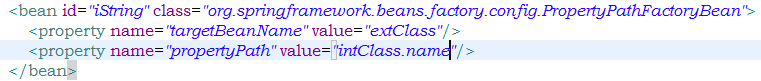 <bean id="iString" class="org.springframework.beans.factory.config.PropertyPathFactoryBean">
<property name="targetBeanName" value="extClass"/>
<property name="propertyPath" value="intClass.name"/>
</bean>